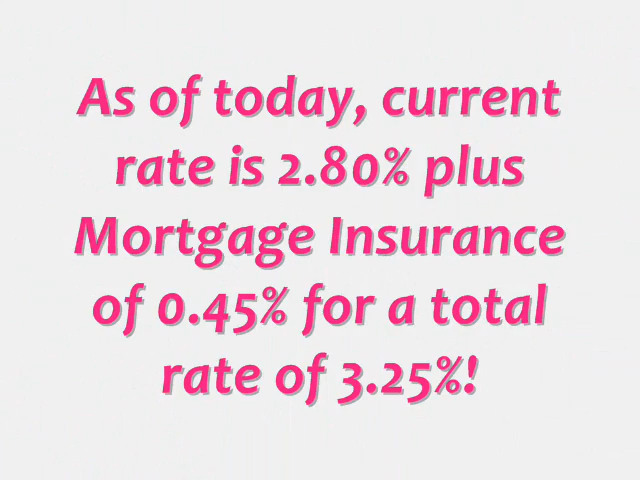 As of today, current
rate is 2.80% plus
Mortgage Insurance
of 0.45% for a total
rate of 3.25%!